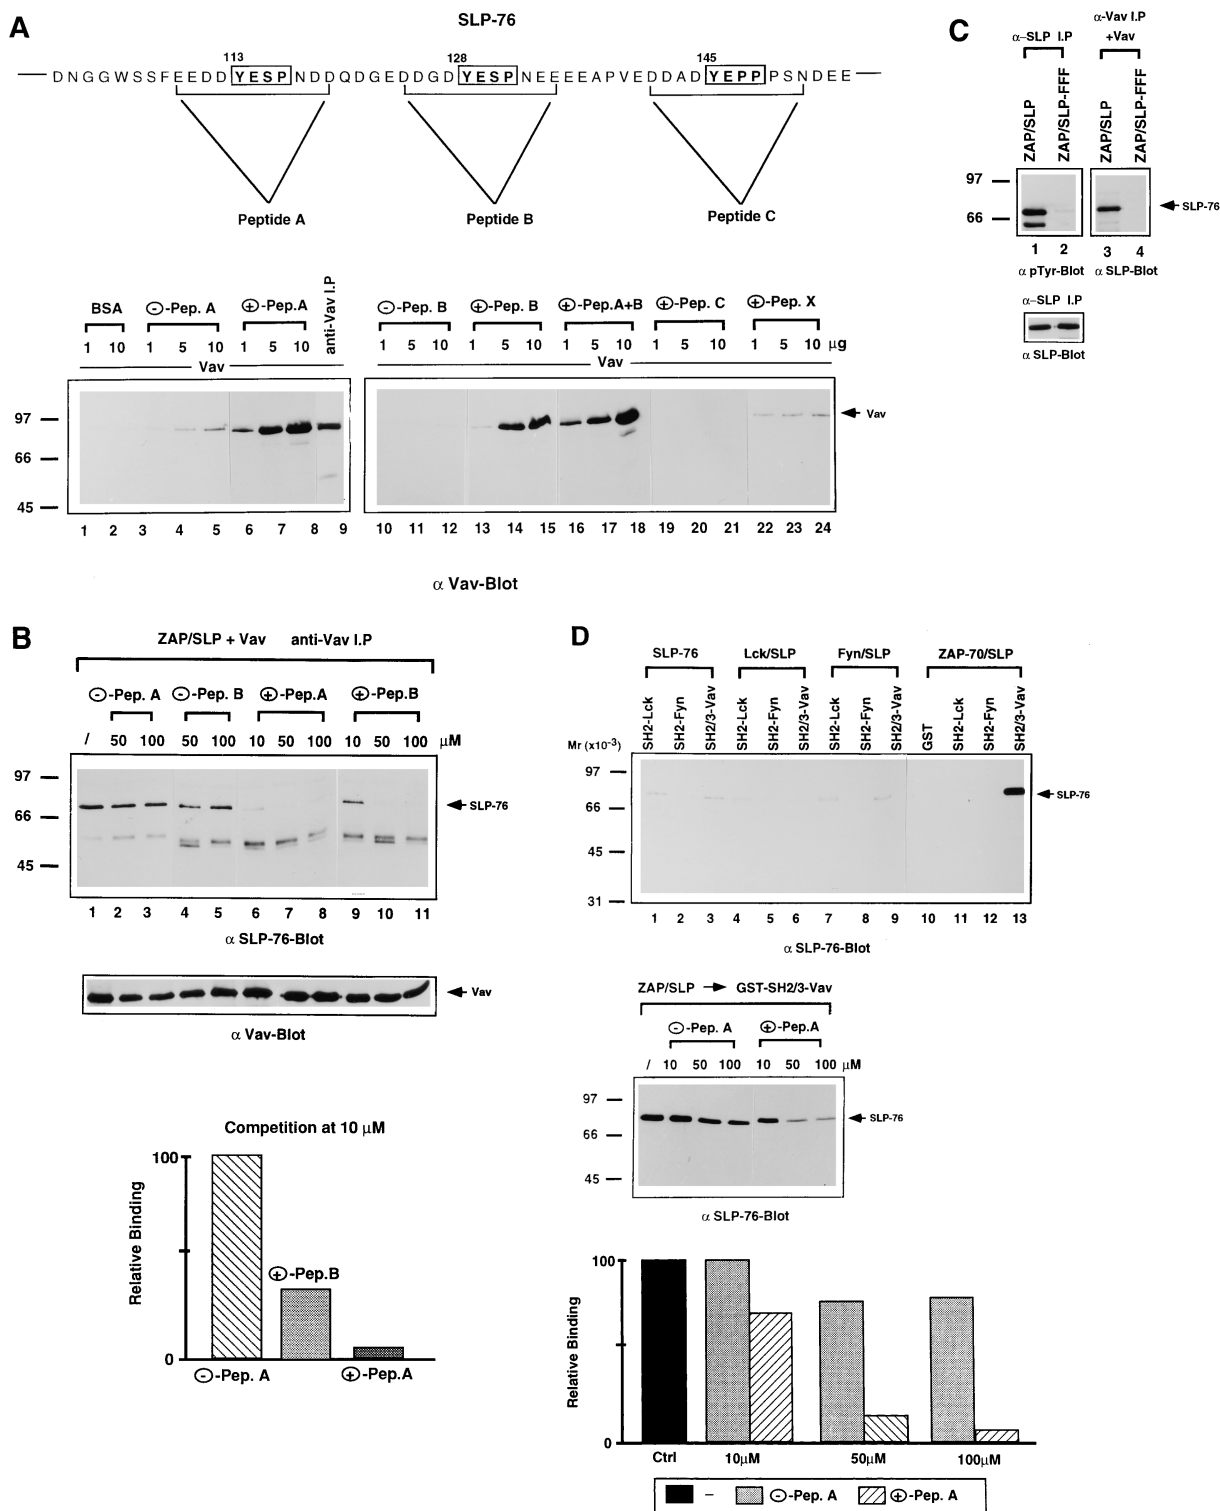 A
SLP-76
113 128 145
DNGGWSSFEEDDYESPNDDQDGEDDGDYESPNEEEEAPVEDDADYEPPPSNDEE
Peptide A Peptide B Peptide C
BSA ⊖-Pep. A ⊕-Pep.A anti-Vav I.P ⊖-Pep. B ⊕-Pep. B ⊕-Pep.A+B ⊕-Pep. C ⊕-Pep. X
1 10 1 5 10 1 5 10 1 5 10 1 5 10 1 5 10 1 5 10 1 5 10 μg
Vav Vav
97
66
45
Vav
1 2 3 4 5 6 7 8 9 10 11 12 13 14 15 16 17 18 19 20 21 22 23 24
α Vav-Blot
C
α-SLP I.P
α-Vav I.P
+Vav
ZAP/SLP ZAP/SLP-FFF ZAP/SLP ZAP/SLP-FFF
97
66
SLP-76
1 2 3 4
α pTyr-Blot α SLP-Blot
α-SLP I.P
α SLP-Blot
B
ZAP/SLP + Vav anti-Vav I.P
⊖-Pep. A ⊖-Pep. B ⊕-Pep.A ⊕-Pep.B
/ 50 100 50 100 10 50 100 10 50 100 μM
97
66
45
SLP-76
1 2 3 4 5 6 7 8 9 10 11
α SLP-76-Blot
Vav
α Vav-Blot
Competition at 10 μM
Relative Binding
100
0
⊕-Pep.B
⊖-Pep. A ⊕-Pep.A
D
SLP-76 Lck/SLP Fyn/SLP ZAP-70/SLP
SH2-Lck SH2-Fyn SH2/3-Vav SH2-Lck SH2-Fyn SH2/3-Vav SH2-Lck SH2-Fyn SH2/3-Vav GST SH2-Lck SH2-Fyn SH2/3-Vav
Mr (x10-3)
97
66
45
31
SLP-76
1 2 3 4 5 6 7 8 9 10 11 12 13
α SLP-76-Blot
ZAP/SLP → GST-SH2/3-Vav
⊖-Pep. A ⊕-Pep.A
/ 10 50 100 10 50 100 μM
97
66
45
SLP-76
α SLP-76-Blot
Relative Binding
100
0
Ctrl 10μM 50μM 100μM
– ⊖-Pep. A ⊕-Pep. A